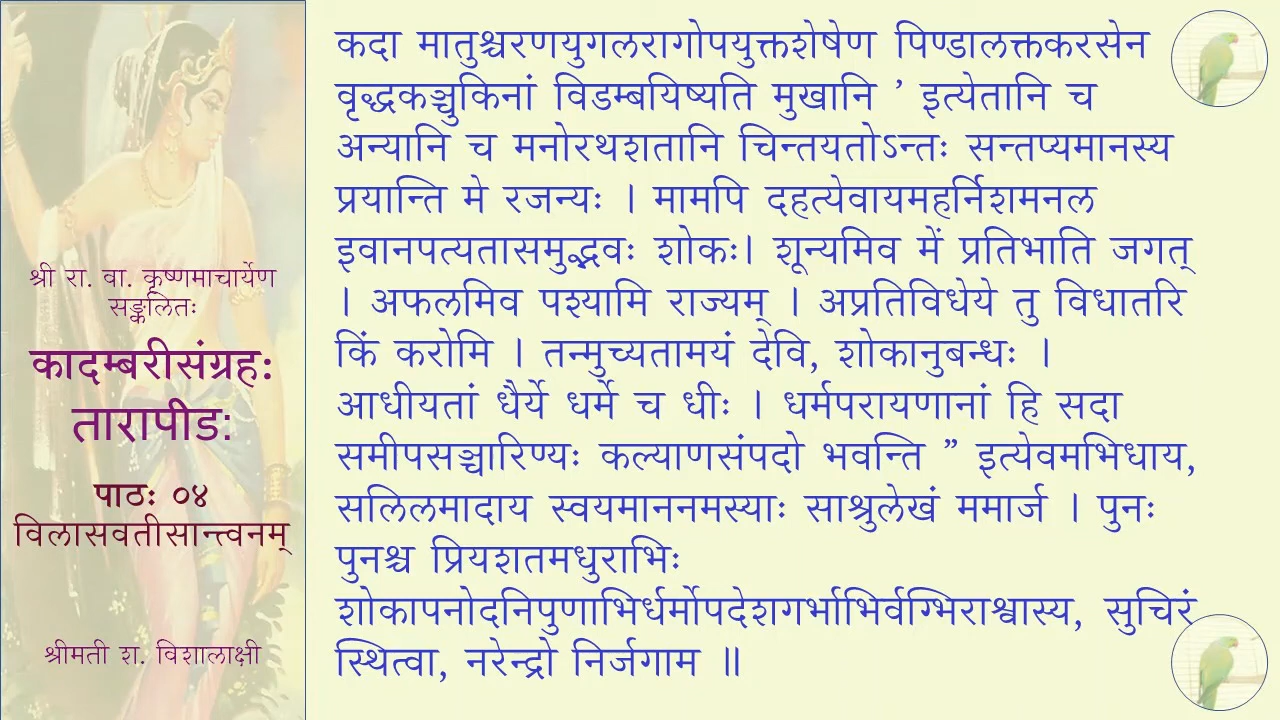 श्री रा. वा. कृष्णमाचार्येण
सङ्कलितः
कादम्बरीसंग्रहः
तारापीडः
पाठः ०४
विलासवतीसान्त्वनम्
श्रीमती श. विशालाक्षी
कदा मातुश्चरणयुगलरागोपयुक्तशेषेण पिण्डालक्तकरसेन
वृद्धकञ्चुकिनां विडम्बयिष्यति मुखानि ’ इत्येतानि च
अन्यानि च मनोरथशतानि चिन्तयतोऽन्तः सन्तप्यमानस्य
प्रयान्ति मे रजन्यः । मामपि दहत्येवायमहर्निशमनल
इवानपत्यतासमुद्भवः शोकः। शून्यमिव में प्रतिभाति जगत्
। अफलमिव पश्यामि राज्यम् । अप्रतिविधेये तु विधातरि
किं करोमि । तन्मुच्यतामयं देवि, शोकानुबन्धः ।
आधीयतां धैर्ये धर्मे च धीः । धर्मपरायणानां हि सदा
समीपसञ्चारिण्यः कल्याणसंपदो भवन्ति ” इत्येवमभिधाय,
सलिलमादाय स्वयमाननमस्याः साश्रुलेखं ममार्ज । पुनः
पुनश्च प्रियशतमधुराभिः
शोकापनोदनिपुणाभिर्धर्मोपदेशगर्भाभिर्वाग्भिराश्वास्य, सुचिरं
स्थित्वा, नरेन्द्रो निर्जगाम ॥